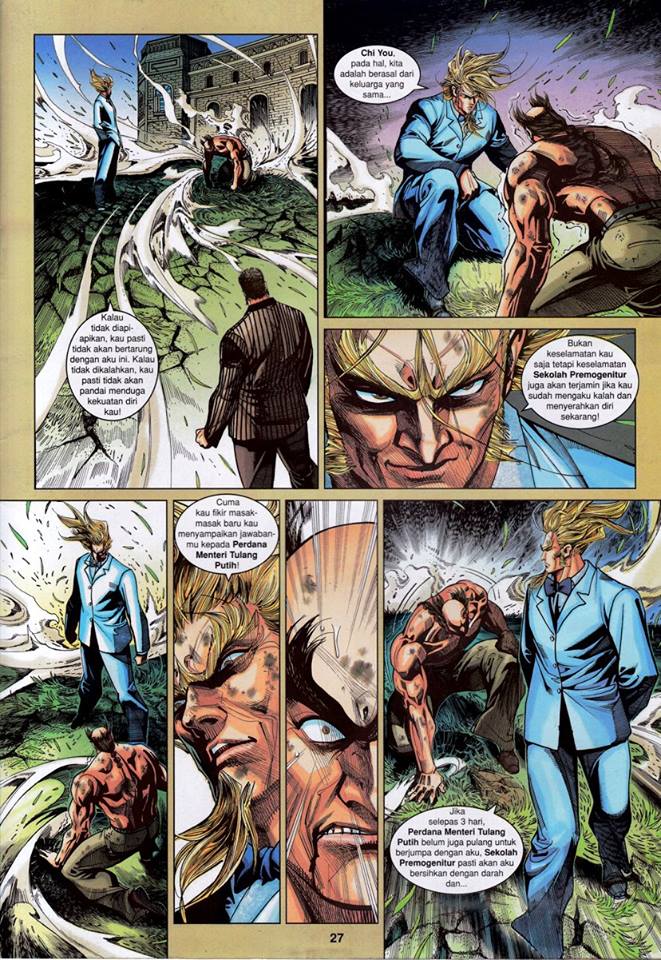 Kalau
tidak diapi-
apikan, kau pasti
tidak akan bertarung
dengan aku ini. Kalau
tidak dikalahkan, kau
pasti tidak akan
pandai menduga
kekuatan diri
kau!
Chi You,
pada hal, kita
adalah berasal dari
keluarga yang
sama...
Bukan
keselamatan kau
saja tetapi keselamatan
Sekolah Premogenitur
juga akan terjamin jika kau
sudah mengaku kalah dan
menyerahkan diri
sekarang!
Cuma
kau fikir masak-
masak baru kau
menyampaikan jawaban-
mu kepada Perdana
Menteri Tulang
Putih!
Jika
selepas 3 hari,
Perdana Menteri Tulang
Putih belum juga pulang untuk
berjumpa dengan aku, Sekolah
Premogenitur pasti akan aku
bersihkan dengan darah
dan...
27